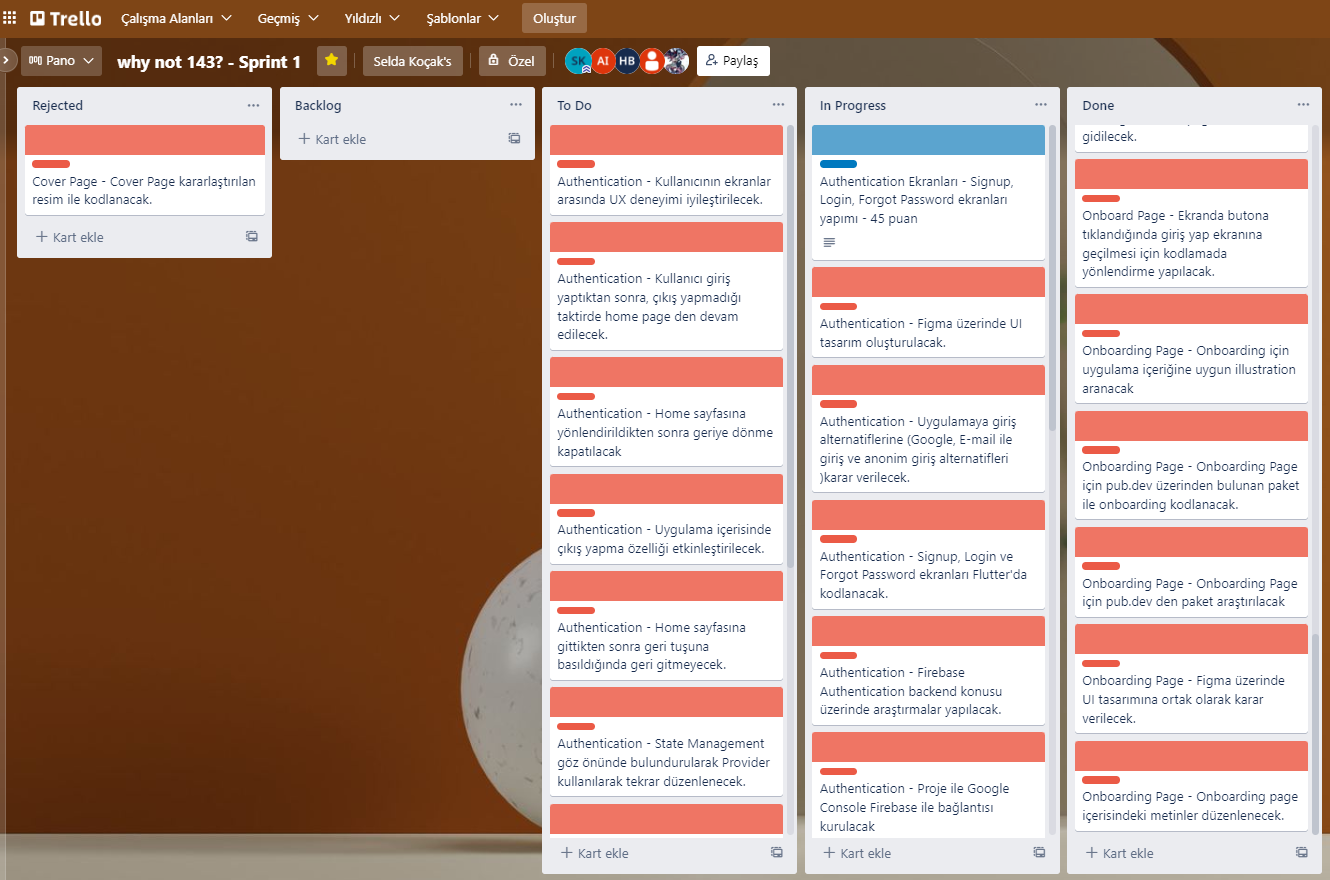 Trello
Çalışma Alanları
Geçmiş
Yıldızlı
Şablonlar
Oluştur
Pano
why not 143? - Sprint 1
Selda Koçak's
Özel
SK
AI
HB
Paylaş
Rejected
Cover Page - Cover Page kararlaştırılan
resim ile kodlanacak.
Kart ekle
Backlog
Kart ekle
To Do
Authentication - Kullanıcının ekranlar
arasında UX deneyimi iyileştirilecek.
Authentication - Kullanıcı giriş
yaptıktan sonra, çıkış yapmadığı
taktirde home page den devam
edilecek.
Authentication - Home sayfasına
yönlendirildikten sonra geriye dönme
kapatılacak
Authentication - Uygulama içerisinde
çıkış yapma özelliği etkinleştirilecek.
Authentication - Home sayfasına
gittikten sonra geri tuşuna
basıldığında geri gitmeyecek.
Authentication - State Management
göz önünde bulundurularak Provider
kullanılarak tekrar düzenlenecek.
Kart ekle
In Progress
Authentication Ekranları - Signup,
Login, Forgot Password ekranları
yapımı - 45 puan
Authentication - Figma üzerinde UI
tasarım oluşturulacak.
Authentication - Uygulamaya giriş
alternatiflerine (Google, E-mail ile
giriş ve anonim giriş alternatifleri
)karar verilecek.
Authentication - Signup, Login ve
Forgot Password ekranları Flutter'da
kodlanacak.
Authentication - Firebase
Authentication backend konusu
üzerinde araştırmalar yapılacak.
Authentication - Proje ile Google
Console Firebase ile bağlantısı
kurulacak
Kart ekle
Done
gidilecek.
Onboard Page - Ekranda butona
tıklandığında giriş yap ekranına
geçilmesi için kodlamada
yönlendirme yapılacak.
Onboarding Page - Onboarding için
uygulama içeriğine uygun illustration
aranacak
Onboarding Page - Onboarding Page
için pub.dev üzerinden bulunan paket
ile onboarding kodlanacak.
Onboarding Page - Onboarding Page
için pub.dev den paket araştırılacak
Onboarding Page - Figma üzerinde
UI tasarımına ortak olarak karar
verilecek.
Onboarding Page - Onboarding page
içerisindeki metinler düzenlenecek.
Kart ekle